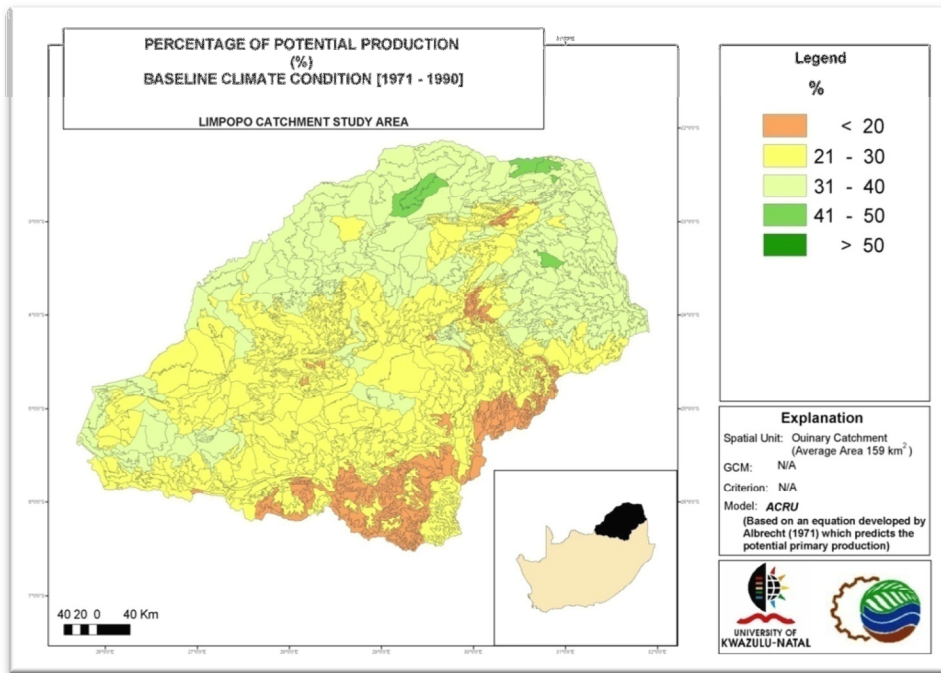 PERCENTAGE OF POTENTIAL PRODUCTION
(%)
BASELINE CLIMATE CONDITION [1971 - 1990]
LIMPOPO CATCHMENT STUDY AREA
Legend
%
< 20
21 - 30
31 - 40
41 - 50
> 50
Explanation
Spatial Unit: Quinary Catchment
(Average Area 159 km²)
GCM: N/A
Criterion: N/A
Model: ACRU
(Based on an equation developed by
Albrecht (1971) which predicts the
potential primary production)
40 20 0 40 Km
UNIVERSITY OF
KWAZULU-NATAL